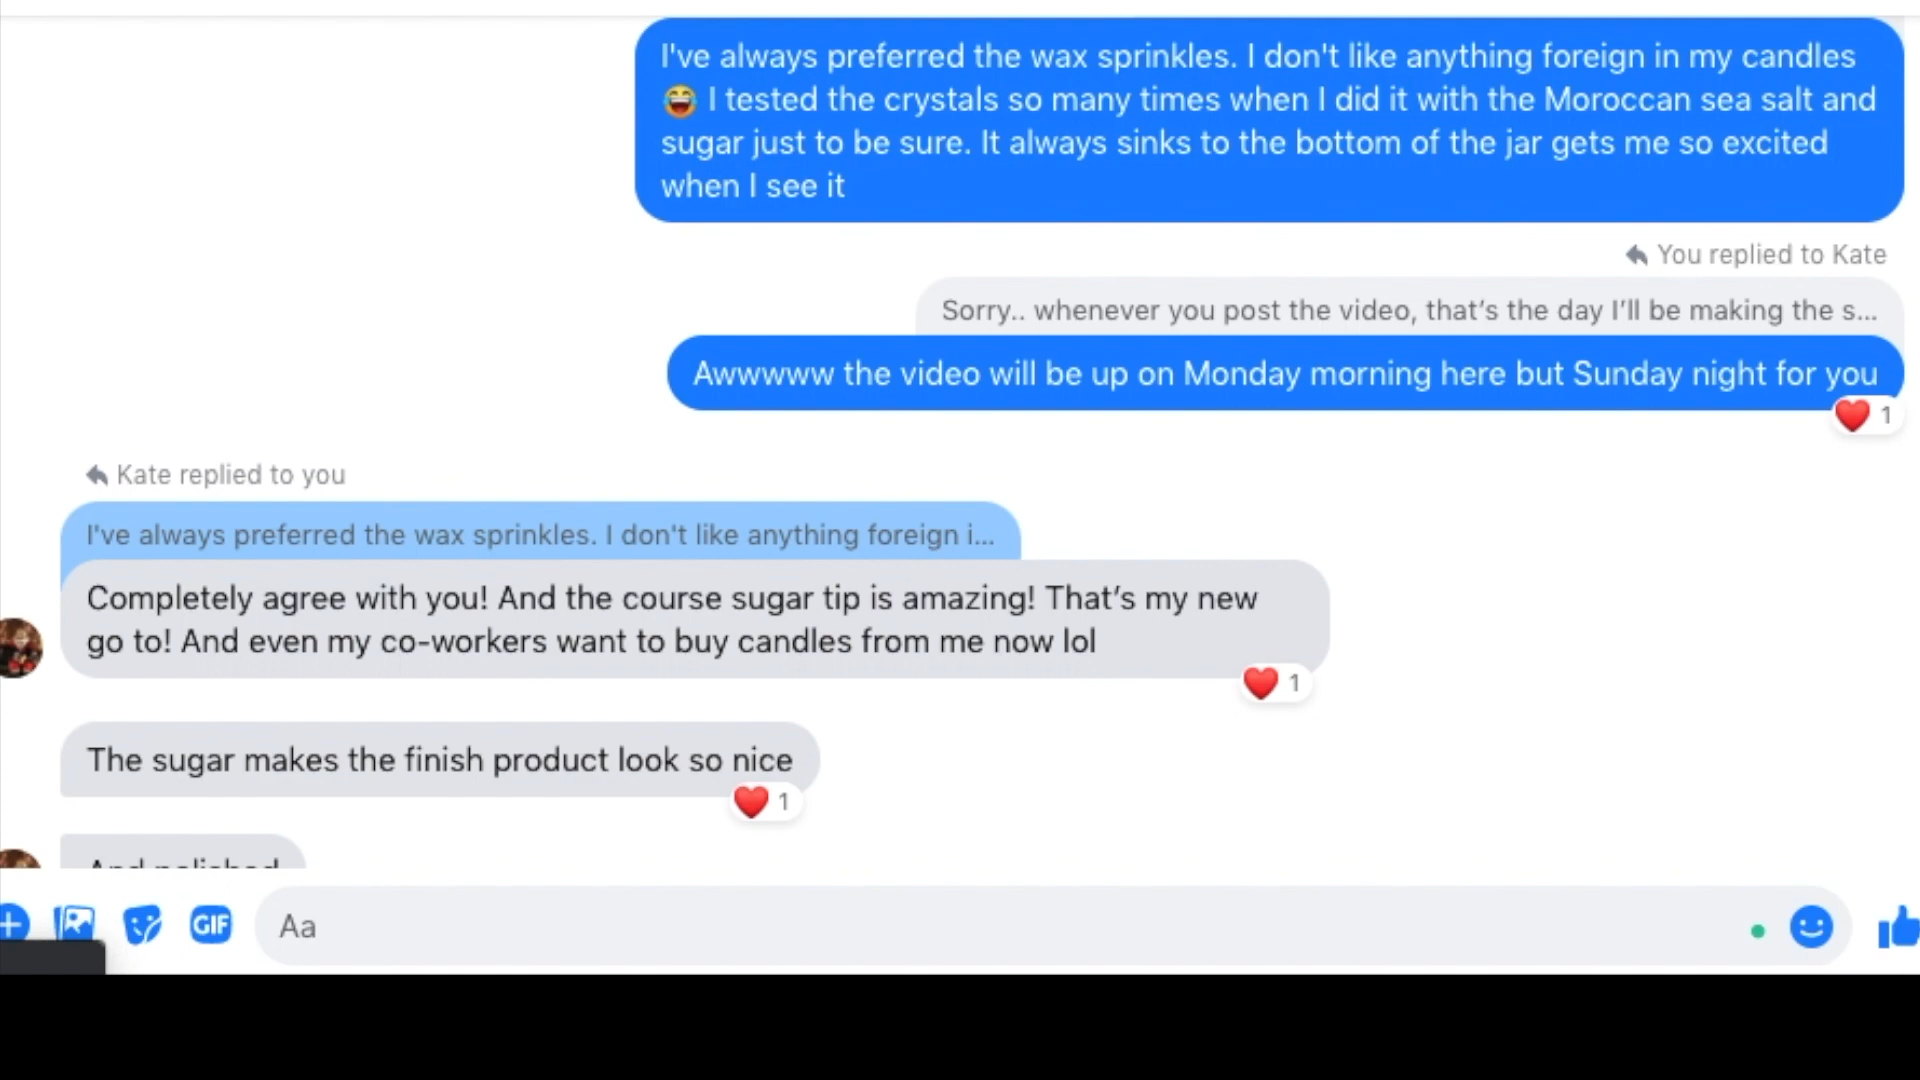 I've always preferred the wax sprinkles. I don't like anything foreign in my candles
😂 I tested the crystals so many times when I did it with the Moroccan sea salt and
sugar just to be sure. It always sinks to the bottom of the jar gets me so excited
when I see it
You replied to Kate
Sorry.. whenever you post the video, that’s the day I’ll be making the s...
Awwwww the video will be up on Monday morning here but Sunday night for you
❤️ 1
Kate replied to you
I've always preferred the wax sprinkles. I don't like anything foreign i...
Completely agree with you! And the course sugar tip is amazing! That’s my new
go to! And even my co-workers want to buy candles from me now lol
❤️ 1
The sugar makes the finish product look so nice
❤️ 1
And polished
GIF
Aa